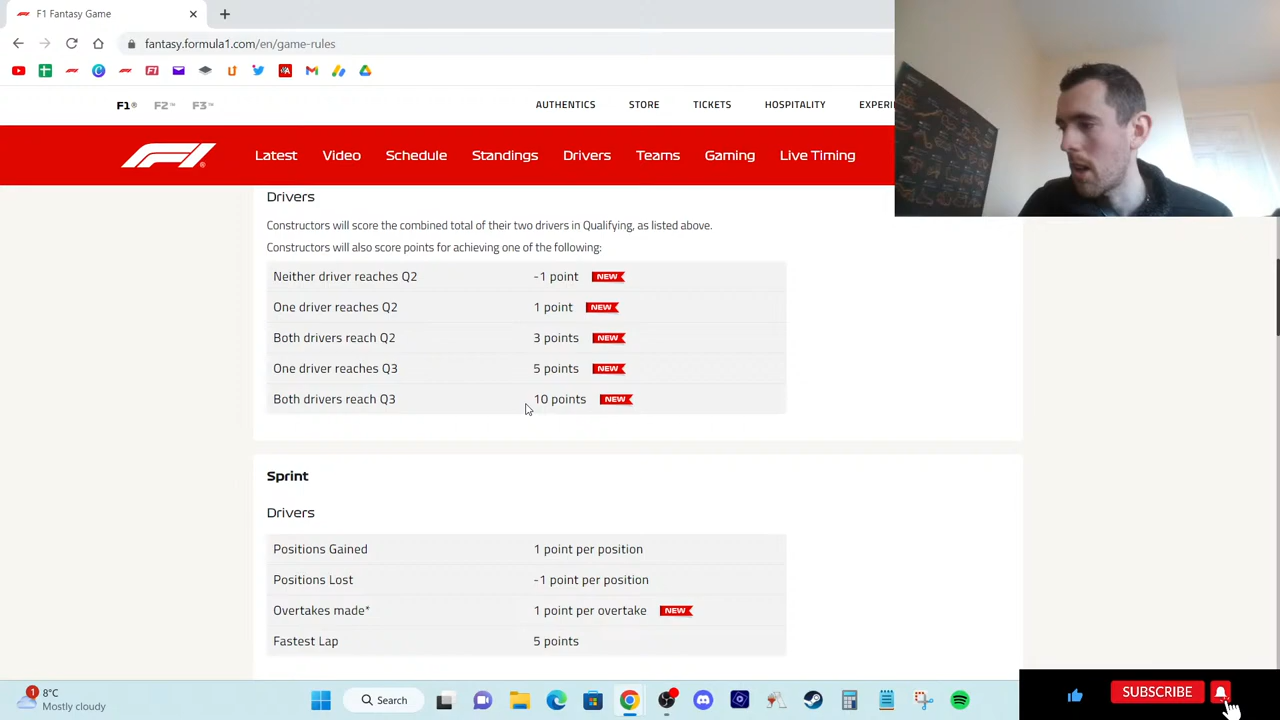 F1 Fantasy Game
fantasy.formula1.com/en/game-rules
F1® F2™ F3™ AUTHENTICS STORE TICKETS HOSPITALITY EXPERI
F1 Latest Video Schedule Standings Drivers Teams Gaming Live Timing
Drivers
Constructors will score the combined total of their two drivers in Qualifying, as listed above.
Constructors will also score points for achieving one of the following:
Neither driver reaches Q2 -1 point NEW
One driver reaches Q2 1 point NEW
Both drivers reach Q2 3 points NEW
One driver reaches Q3 5 points NEW
Both drivers reach Q3 10 points NEW
Sprint
Drivers
Positions Gained 1 point per position
Positions Lost -1 point per position
Overtakes made* 1 point per overtake NEW
Fastest Lap 5 points
1 8°C
Mostly cloudy
Search
SUBSCRIBE